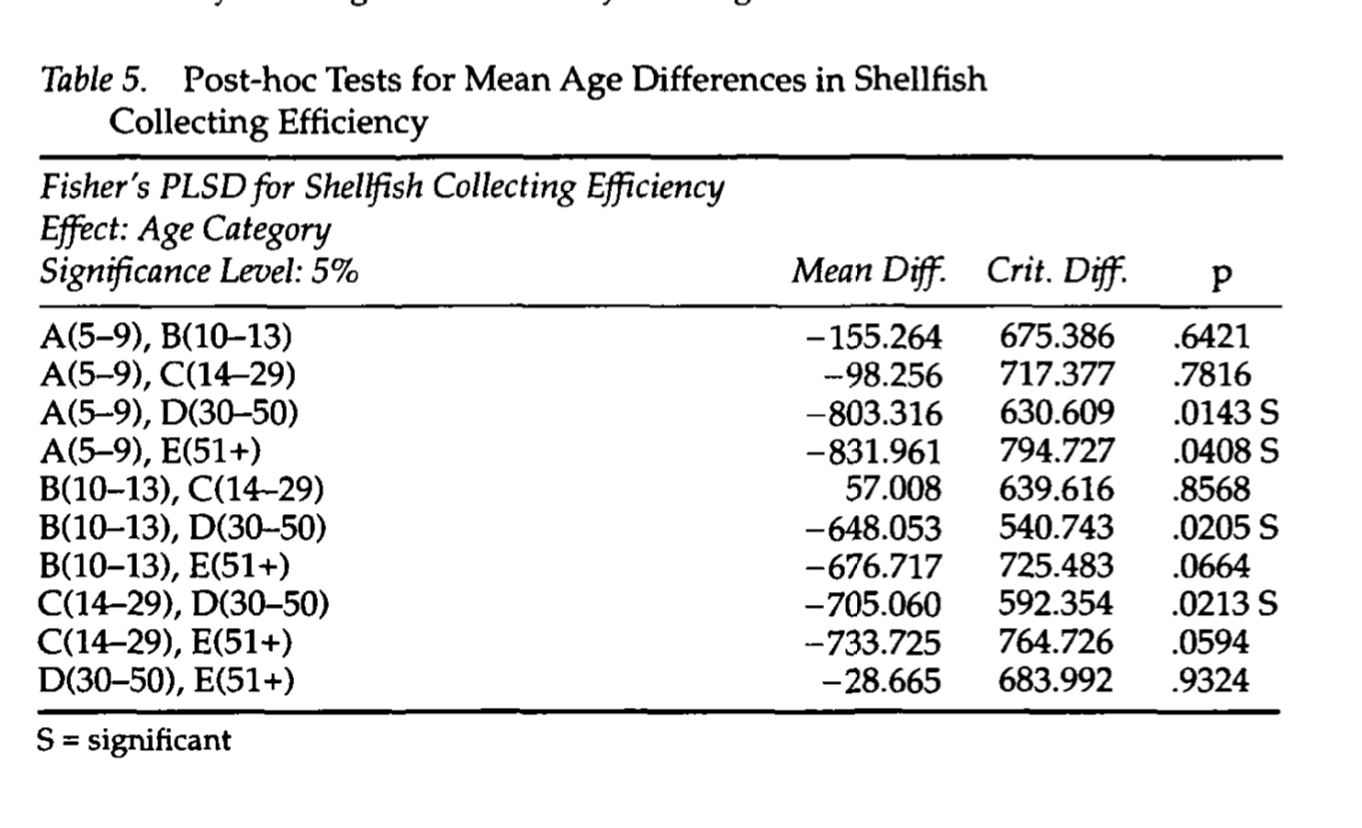 Table 5. Post-hoc Tests for Mean Age Differences in Shellfish
Collecting Efficiency
Fisher's PLSD for Shellfish Collecting Efficiency
Effect: Age Category
Significance Level: 5% Mean Diff. Crit. Diff. p
A(5–9), B(10–13) −155.264 675.386 .6421
A(5–9), C(14–29) −98.256 717.377 .7816
A(5–9), D(30–50) −803.316 630.609 .0143 S
A(5–9), E(51+) −831.961 794.727 .0408 S
B(10–13), C(14–29) 57.008 639.616 .8568
B(10–13), D(30–50) −648.053 540.743 .0205 S
B(10–13), E(51+) −676.717 725.483 .0664
C(14–29), D(30–50) −705.060 592.354 .0213 S
C(14–29), E(51+) −733.725 764.726 .0594
D(30–50), E(51+) −28.665 683.992 .9324
S = significant